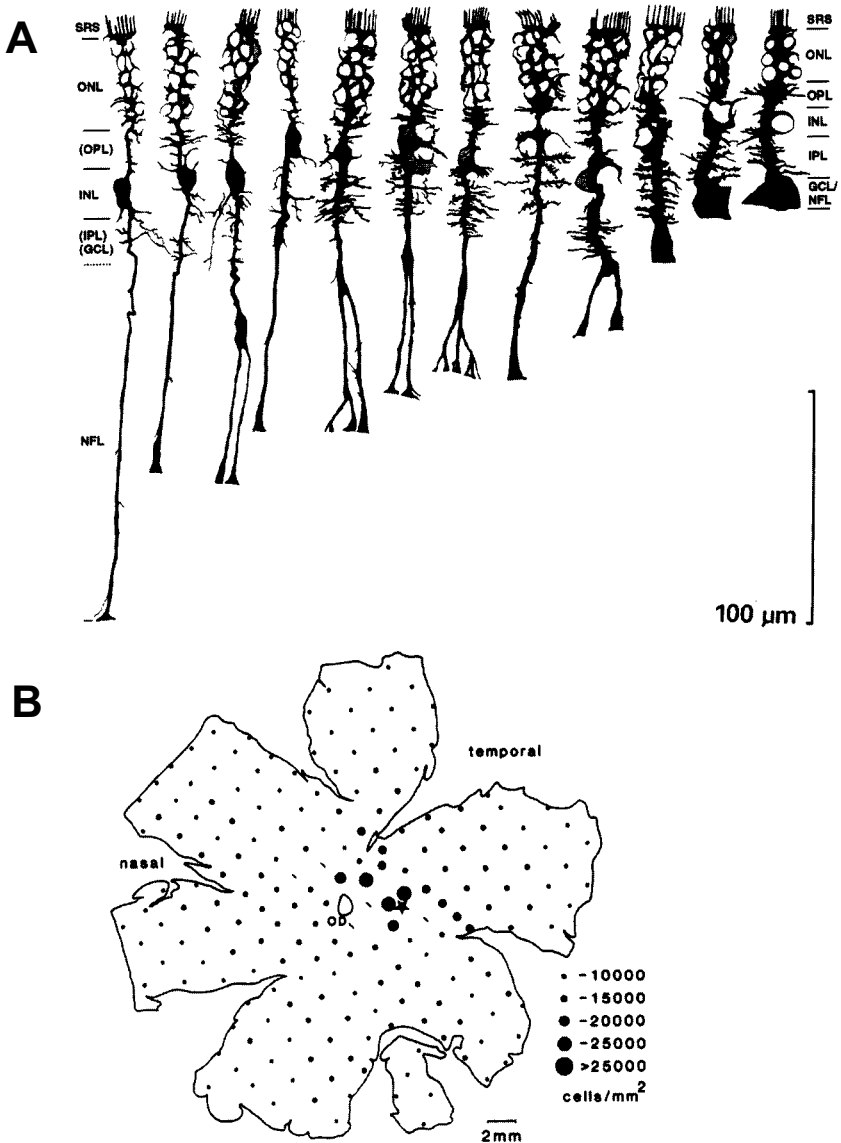 A
SRS
ONL
(OPL)
INL
(IPL)
(GCL)
NFL
SRS
ONL
OPL
INL
IPL
GCL/
NFL
100 µm
B
temporal
nasal
OD
-10000
-15000
-20000
-25000
>25000
cells/mm2
2mm